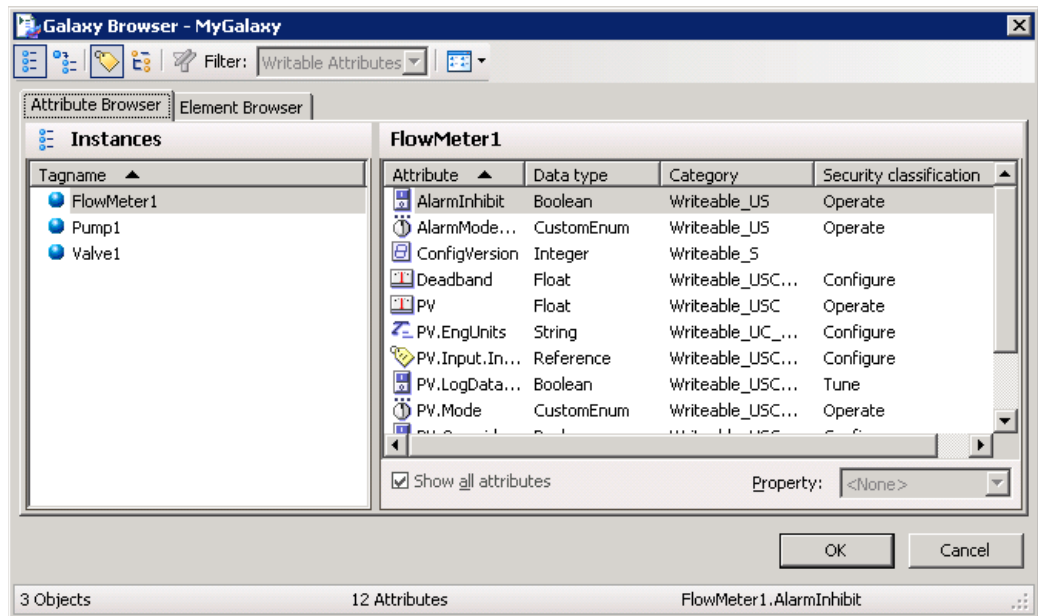 Galaxy Browser - MyGalaxy
Filter: Writable Attributes
Attribute Browser Element Browser
Instances FlowMeter1
Tagname Attribute Data type Category Security classification
FlowMeter1 AlarmInhibit Boolean Writeable_US Operate
Pump1 AlarmMode... CustomEnum Writeable_US Operate
Valve1 ConfigVersion Integer Writeable_S
Deadband Float Writeable_USC... Configure
PV Float Writeable_USC Operate
PV.EngUnits String Writeable_UC_... Configure
PV.Input.In... Reference Writeable_USC... Configure
PV.LogData... Boolean Writeable_USC... Tune
PV.Mode CustomEnum Writeable_USC... Operate
Show all attributes Property: <None>
OK Cancel
3 Objects 12 Attributes FlowMeter1.AlarmInhibit